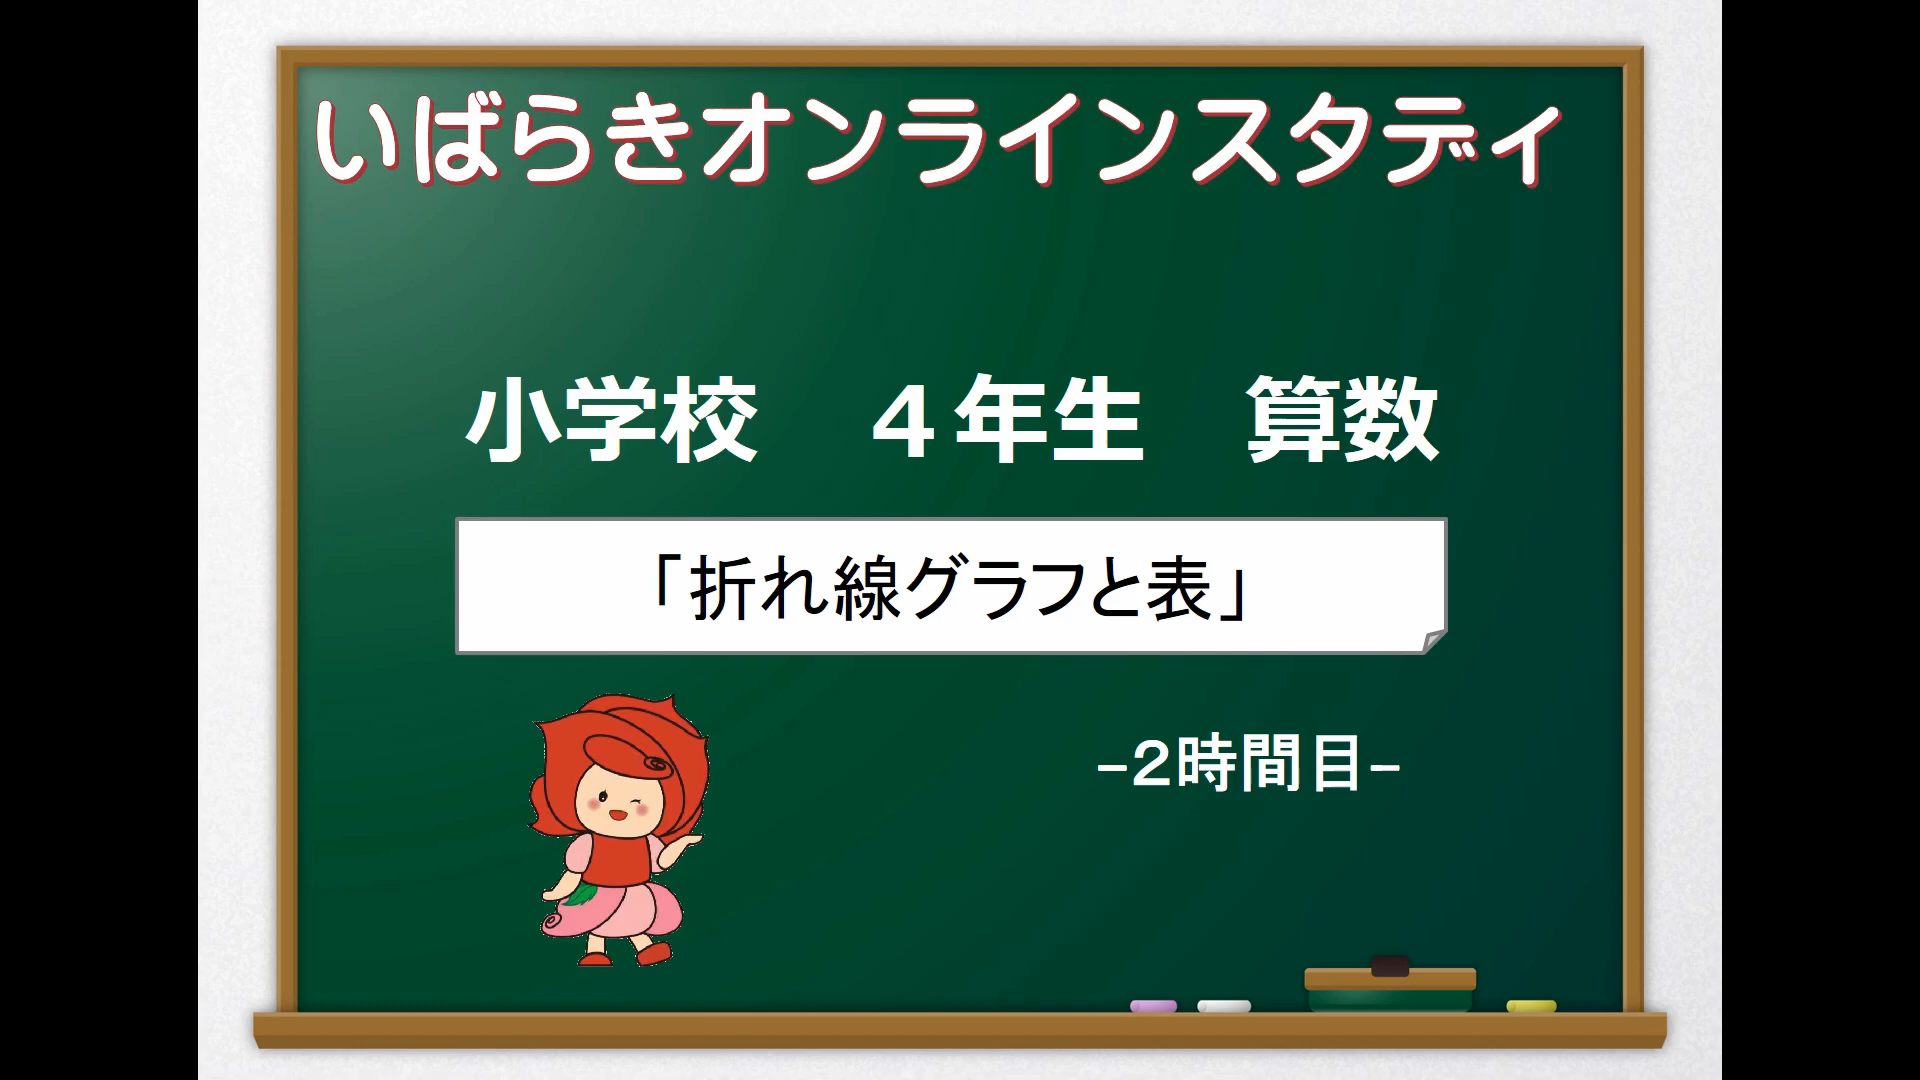 いばらきオンラインスタディ
小学校　４年生　算数
「折れ線グラフと表」
−２時間目−